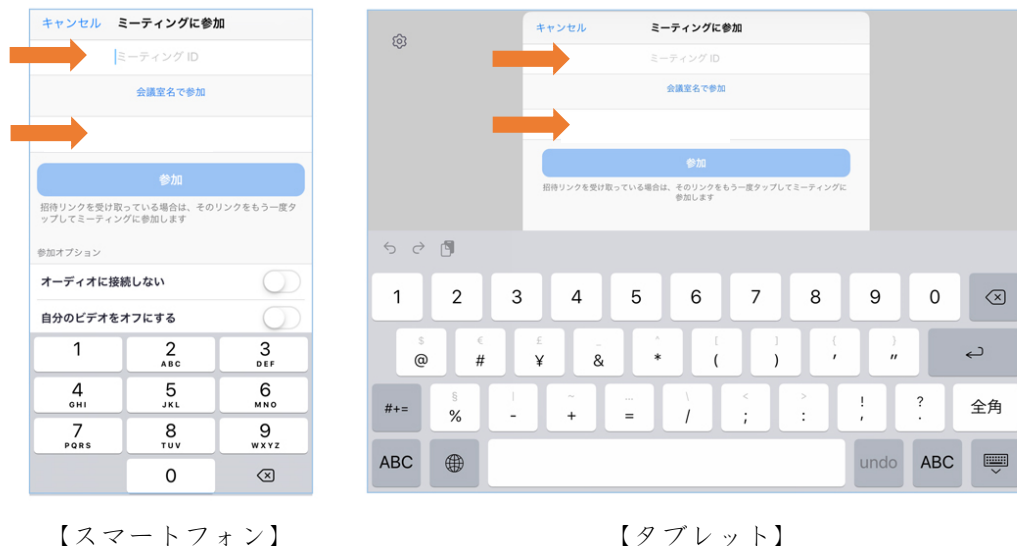 キャンセル ミーティングに参加
ミーティング ID
会議室名で参加
参加
招待リンクを受け取っている場合は、そのリンクをもう一度タ
ップしてミーティングに参加します
参加オプション
オーディオに接続しない
自分のビデオをオフにする
1 2 3
ABC DEF
4 5 6
GHI JKL MNO
7 8 9
PQRS TUV WXYZ
0
【スマートフォン】
キャンセル ミーティングに参加
ミーティング ID
会議室名で参加
参加
招待リンクを受け取っている場合は、そのリンクをもう一度タップしてミーティングに
参加します
1 2 3 4 5 6 7 8 9 0
$ € £ _ ^ [ ] { }
@ # ¥ & * ( ) ' "
§ | ~ … \ < > ! ?
#+= % - + = / ; : , . 全角
ABC undo ABC
【タブレット】